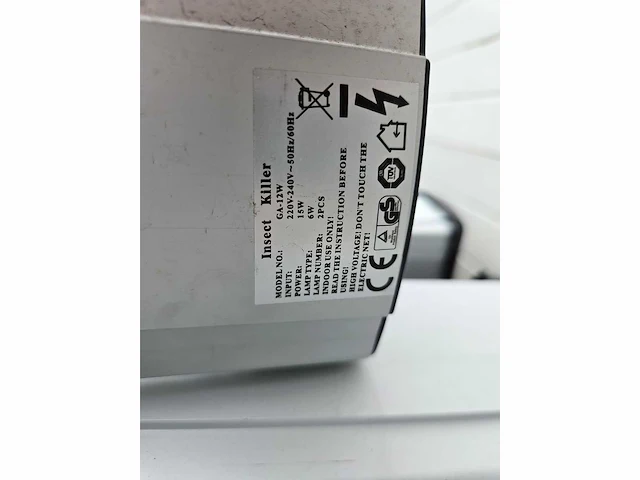 Insect Killer
MODEL NO.: GA-12W
INPUT: 220V-240V~50Hz/60Hz
POWER: 15W
LAMP TYPE: 6W
LAMP NUMBER: 2PCS
INDOOR USE ONLY!
READ THE INSTRUCTION BEFORE
USING!
HIGH VOLTAGE! DON'T TOUCH THE
ELECTRIC NET!
CE
GS
TÜV